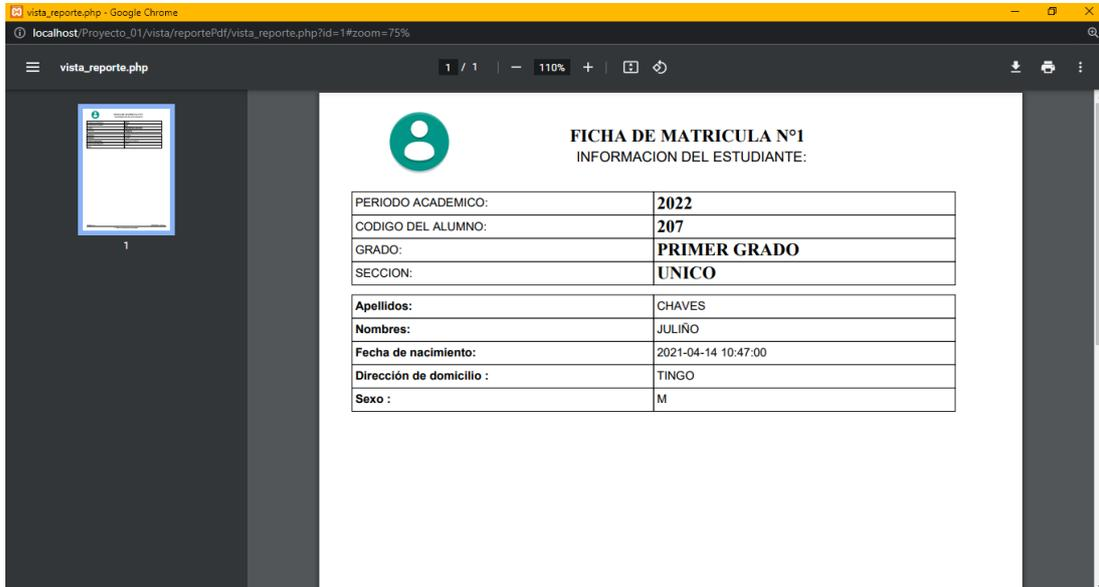 vista_reporte.php - Google Chrome
localhost/Proyecto_01/vista/reportePdf/vista_reporte.php?id=1#zoom=75%
vista_reporte.php
1 / 1
110%
1
FICHA DE MATRICULA N°1
INFORMACION DEL ESTUDIANTE:
PERIODO ACADEMICO: 2022
CODIGO DEL ALUMNO: 207
GRADO: PRIMER GRADO
SECCION: UNICO
Apellidos: CHAVES
Nombres: JULIÑO
Fecha de nacimiento: 2021-04-14 10:47:00
Dirección de domicilio : TINGO
Sexo : M